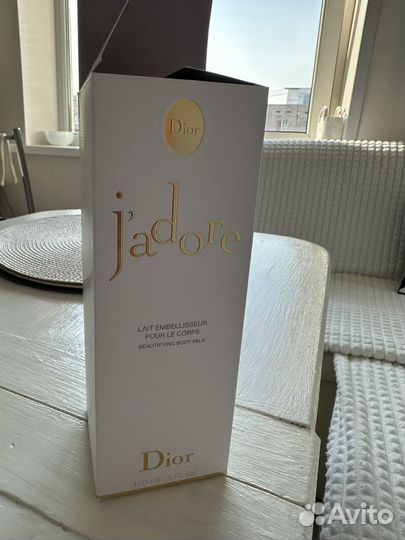 Dior
j'adore
LAIT EMBELLISSEUR
POUR LE CORPS
BEAUTIFYING BODY MILK
Dior
150 ml - 5 FL.OZ.
Avito